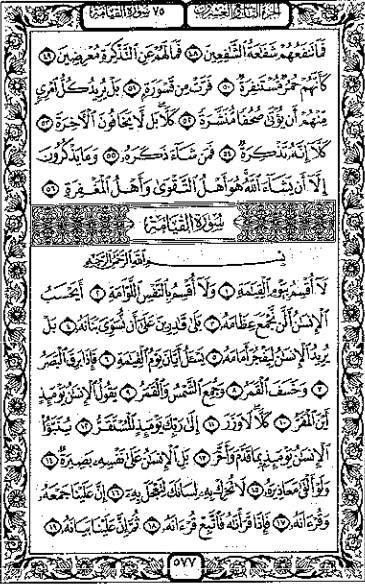 الجزء التاسع والعشرون ٧٥ سورة القيامة
فَمَا تَنفَعُهُمْ شَفَاعَةُ الشَّافِعِينَ ٤٨ فَمَا لَهُمْ عَنِ التَّذْكِرَةِ مُعْرِضِينَ ٤٩
كَأَنَّهُمْ حُمُرٌ مُّسْتَنفِرَةٌ ٥٠ فَرَّتْ مِن قَسْوَرَةٍ ٥١ بَلْ يُرِيدُ كُلُّ امْرِئٍ
مِّنْهُمْ أَن يُؤْتَىٰ صُحُفًا مُّنَشَّرَةً ٥٢ كَلَّا بَل لَّا يَخَافُونَ الْآخِرَةَ ٥٣
كَلَّا إِنَّهُ تَذْكِرَةٌ ٥٤ فَمَن شَاءَ ذَكَرَهُ ٥٥ وَمَا يَذْكُرُونَ
إِلَّا أَن يَشَاءَ اللَّهُ هُوَ أَهْلُ التَّقْوَىٰ وَأَهْلُ الْمَغْفِرَةِ ٥٦
سُورَةُ القِيَامَةِ
بِسْمِ اللَّهِ الرَّحْمَٰنِ الرَّحِيمِ
لَا أُقْسِمُ بِيَوْمِ الْقِيَامَةِ ١ وَلَا أُقْسِمُ بِالنَّفْسِ اللَّوَّامَةِ ٢ أَيَحْسَبُ
الْإِنسَانُ أَلَّن نَّجْمَعَ عِظَامَهُ ٣ بَلَىٰ قَادِرِينَ عَلَىٰ أَن نُّسَوِّيَ بَنَانَهُ ٤ بَلْ
يُرِيدُ الْإِنسَانُ لِيَفْجُرَ أَمَامَهُ ٥ يَسْأَلُ أَيَّانَ يَوْمُ الْقِيَامَةِ ٦ فَإِذَا بَرِقَ الْبَصَرُ
٧ وَخَسَفَ الْقَمَرُ ٨ وَجُمِعَ الشَّمْسُ وَالْقَمَرُ ٩ يَقُولُ الْإِنسَانُ يَوْمَئِذٍ
أَيْنَ الْمَفَرُّ ١٠ كَلَّا لَا وَزَرَ ١١ إِلَىٰ رَبِّكَ يَوْمَئِذٍ الْمُسْتَقَرُّ ١٢ يُنَبَّأُ
الْإِنسَانُ يَوْمَئِذٍ بِمَا قَدَّمَ وَأَخَّرَ ١٣ بَلِ الْإِنسَانُ عَلَىٰ نَفْسِهِ بَصِيرَةٌ ١٤
وَلَوْ أَلْقَىٰ مَعَاذِيرَهُ ١٥ لَا تُحَرِّكْ بِهِ لِسَانَكَ لِتَعْجَلَ بِهِ ١٦ إِنَّ عَلَيْنَا جَمْعَهُ
وَقُرْآنَهُ ١٧ فَإِذَا قَرَأْنَاهُ فَاتَّبِعْ قُرْآنَهُ ١٨ ثُمَّ إِنَّ عَلَيْنَا بَيَانَهُ ١٩
٥٧٧